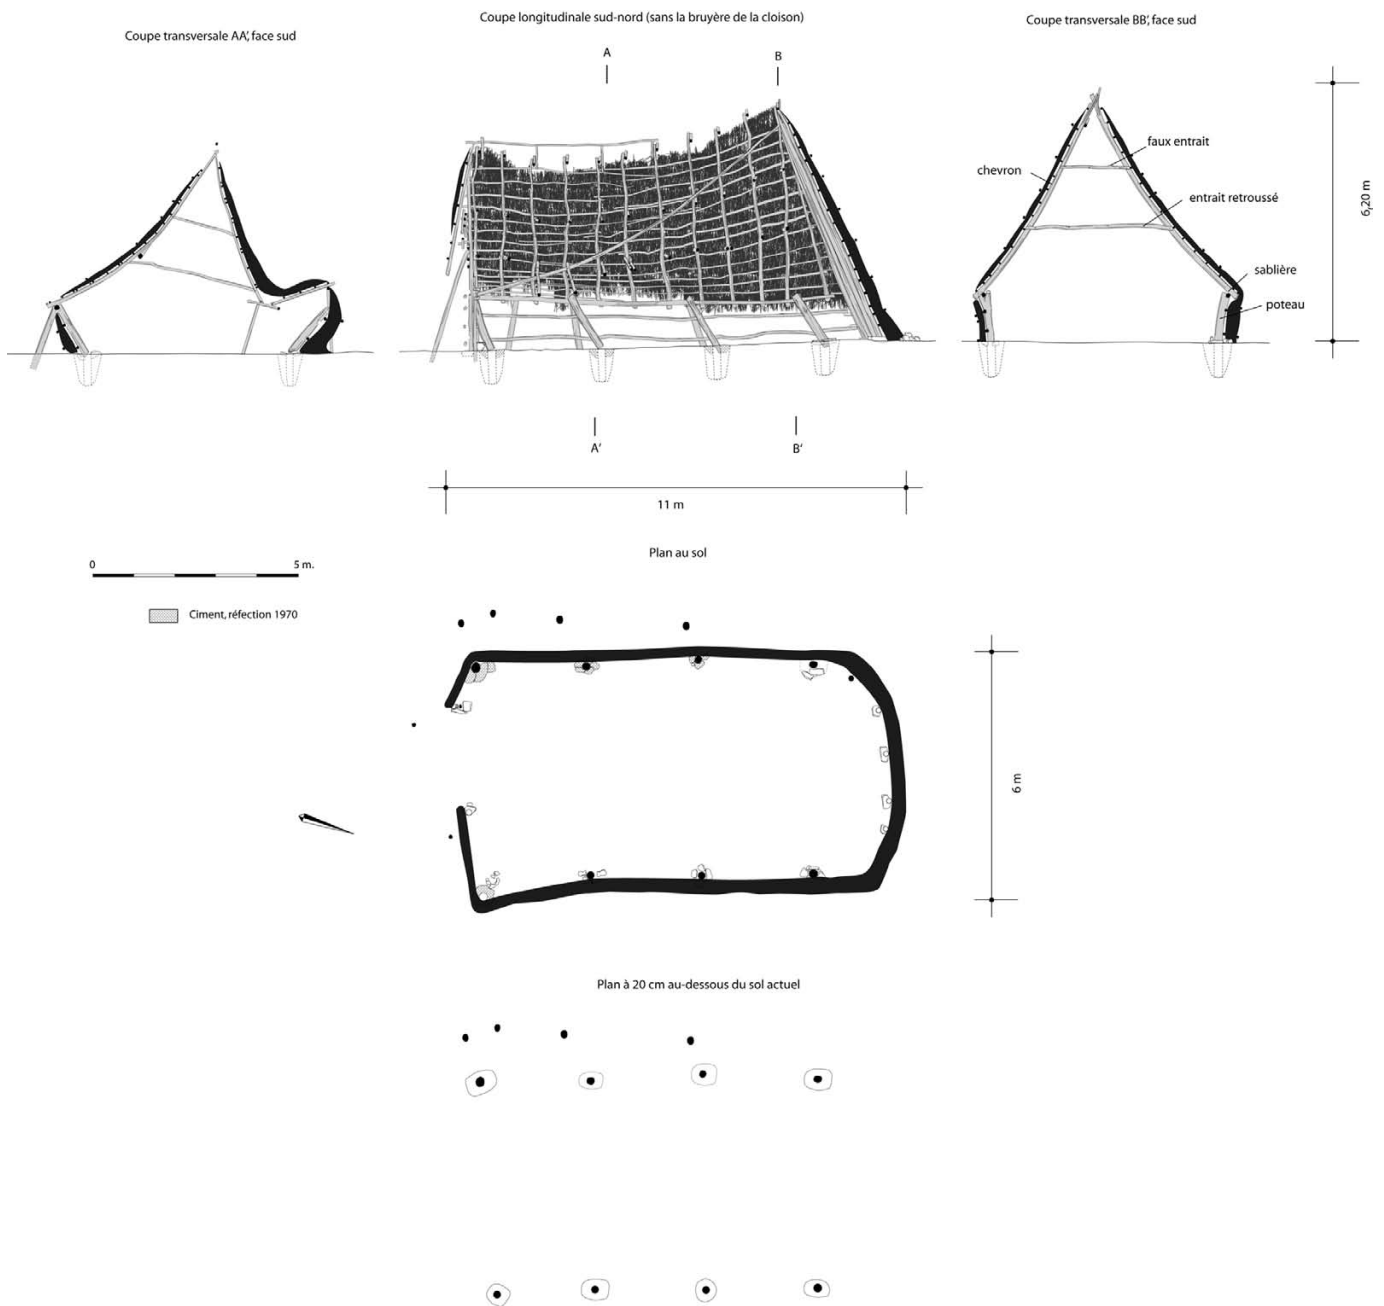 Coupe longitudinale sud-nord (sans la bruyère de la cloison)
Coupe transversale BB', face sud
Coupe transversale AA', face sud
A
B
faux entrait
chevron
entrait retroussé
6,20 m
sablière
poteau
A'
B'
11 m
Plan au sol
0
5 m.
Ciment, réfection 1970
6 m
Plan à 20 cm au-dessous du sol actuel